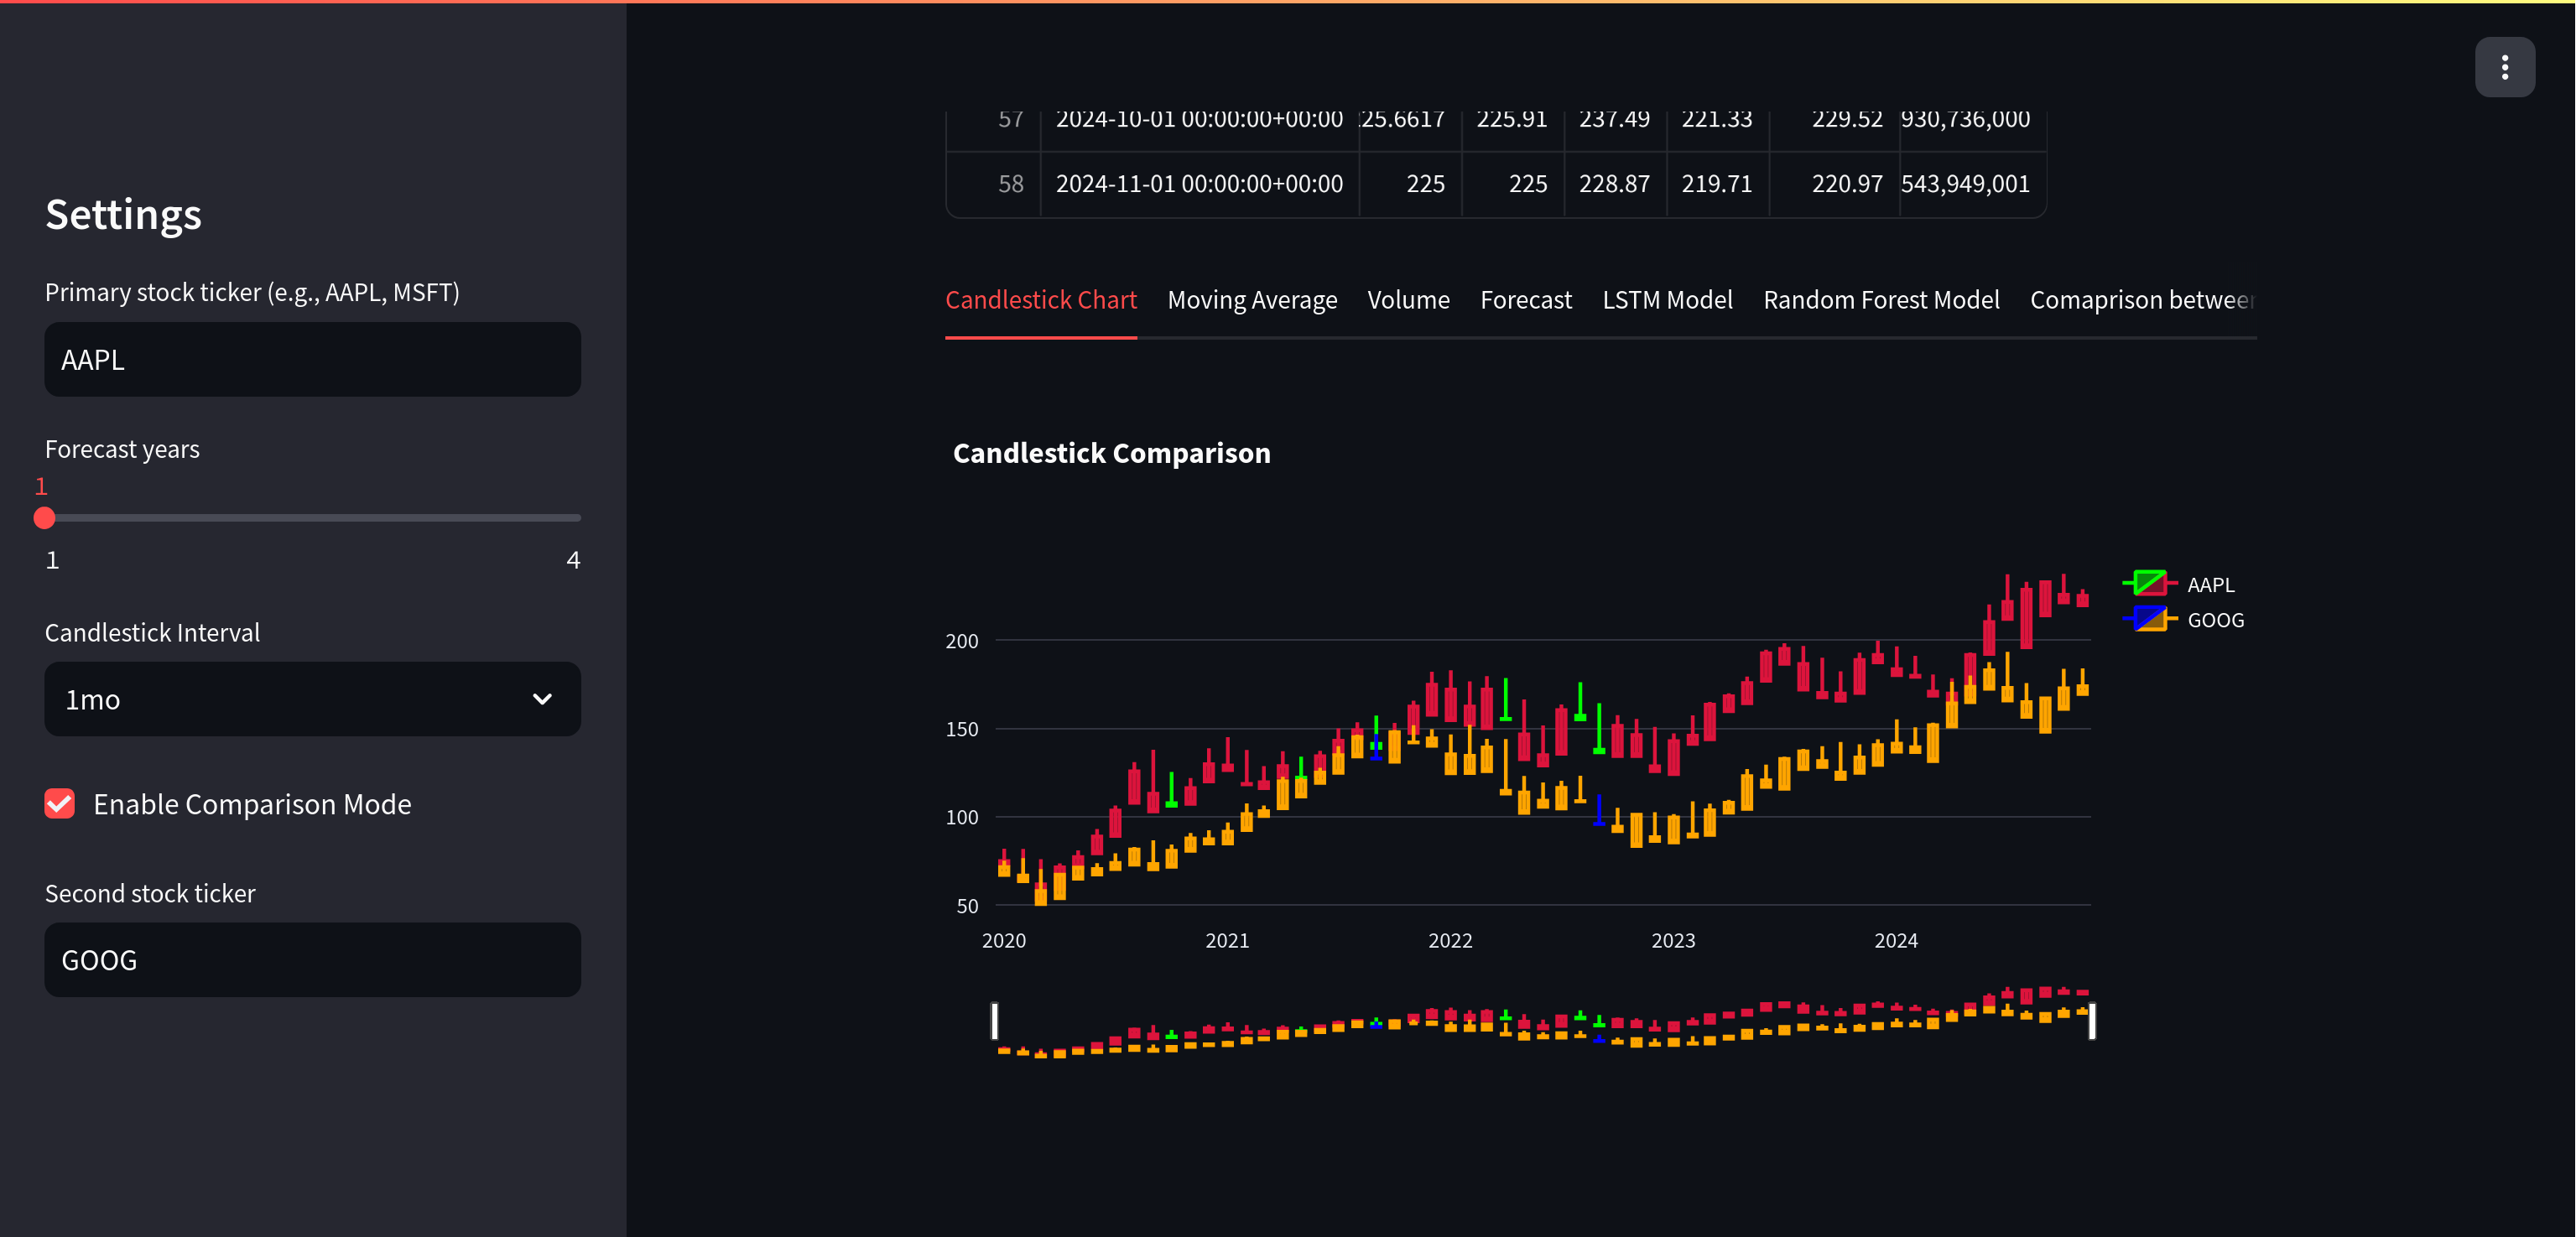 Settings
Primary stock ticker (e.g., AAPL, MSFT)
AAPL
Forecast years
1
1 4
Candlestick Interval
1mo
Enable Comparison Mode
Second stock ticker
GOOG
57 2024-10-01 00:00:00+00:00 25.6617 225.91 237.49 221.33 229.52 930,736,000
58 2024-11-01 00:00:00+00:00 225 225 228.87 219.71 220.97 543,949,001
Candlestick Chart Moving Average Volume Forecast LSTM Model Random Forest Model Comaprison between
Candlestick Comparison
AAPL
GOOG
200
150
100
50
2020 2021 2022 2023 2024